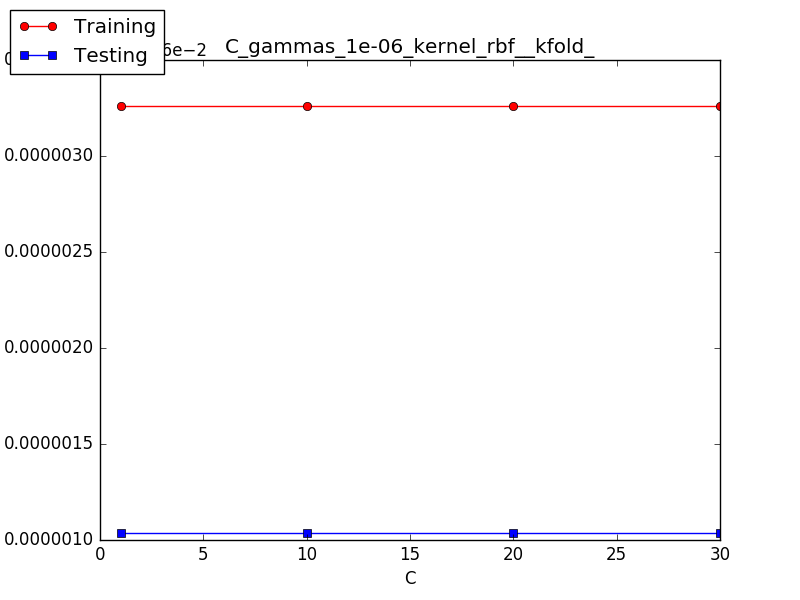 Training
Testing
6e−2
C_gammas_1e-06_kernel_rbf__kfold_
0.0000030
0.0000025
0.0000020
0.0000015
0.0000010
0 5 10 15 20 25 30
C